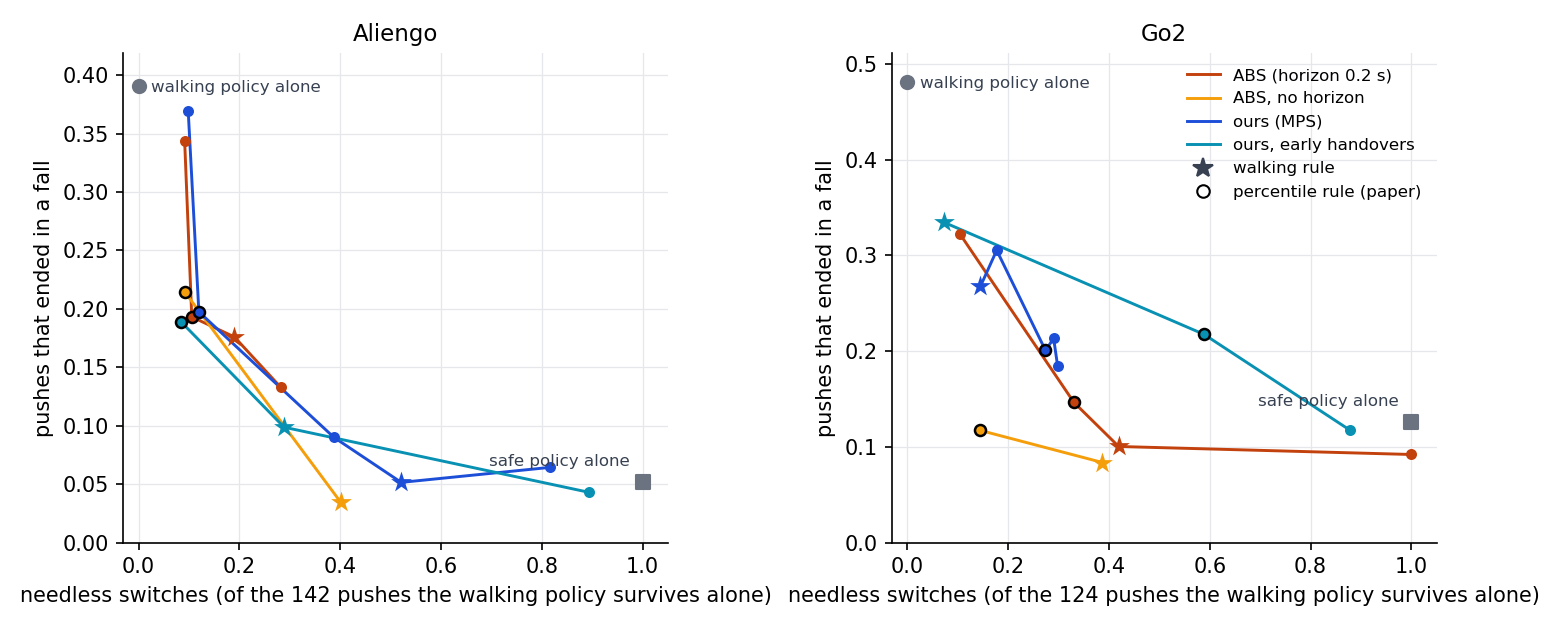 Aliengo
pushes that ended in a fall
0.40
0.35
0.30
0.25
0.20
0.15
0.10
0.05
0.00
walking policy alone
safe policy alone
0.0 0.2 0.4 0.6 0.8 1.0
needless switches (of the 142 pushes the walking policy survives alone)
Go2
pushes that ended in a fall
0.5
0.4
0.3
0.2
0.1
0.0
walking policy alone
ABS (horizon 0.2 s)
ABS, no horizon
ours (MPS)
ours, early handovers
walking rule
percentile rule (paper)
safe policy alone
0.0 0.2 0.4 0.6 0.8 1.0
needless switches (of the 124 pushes the walking policy survives alone)